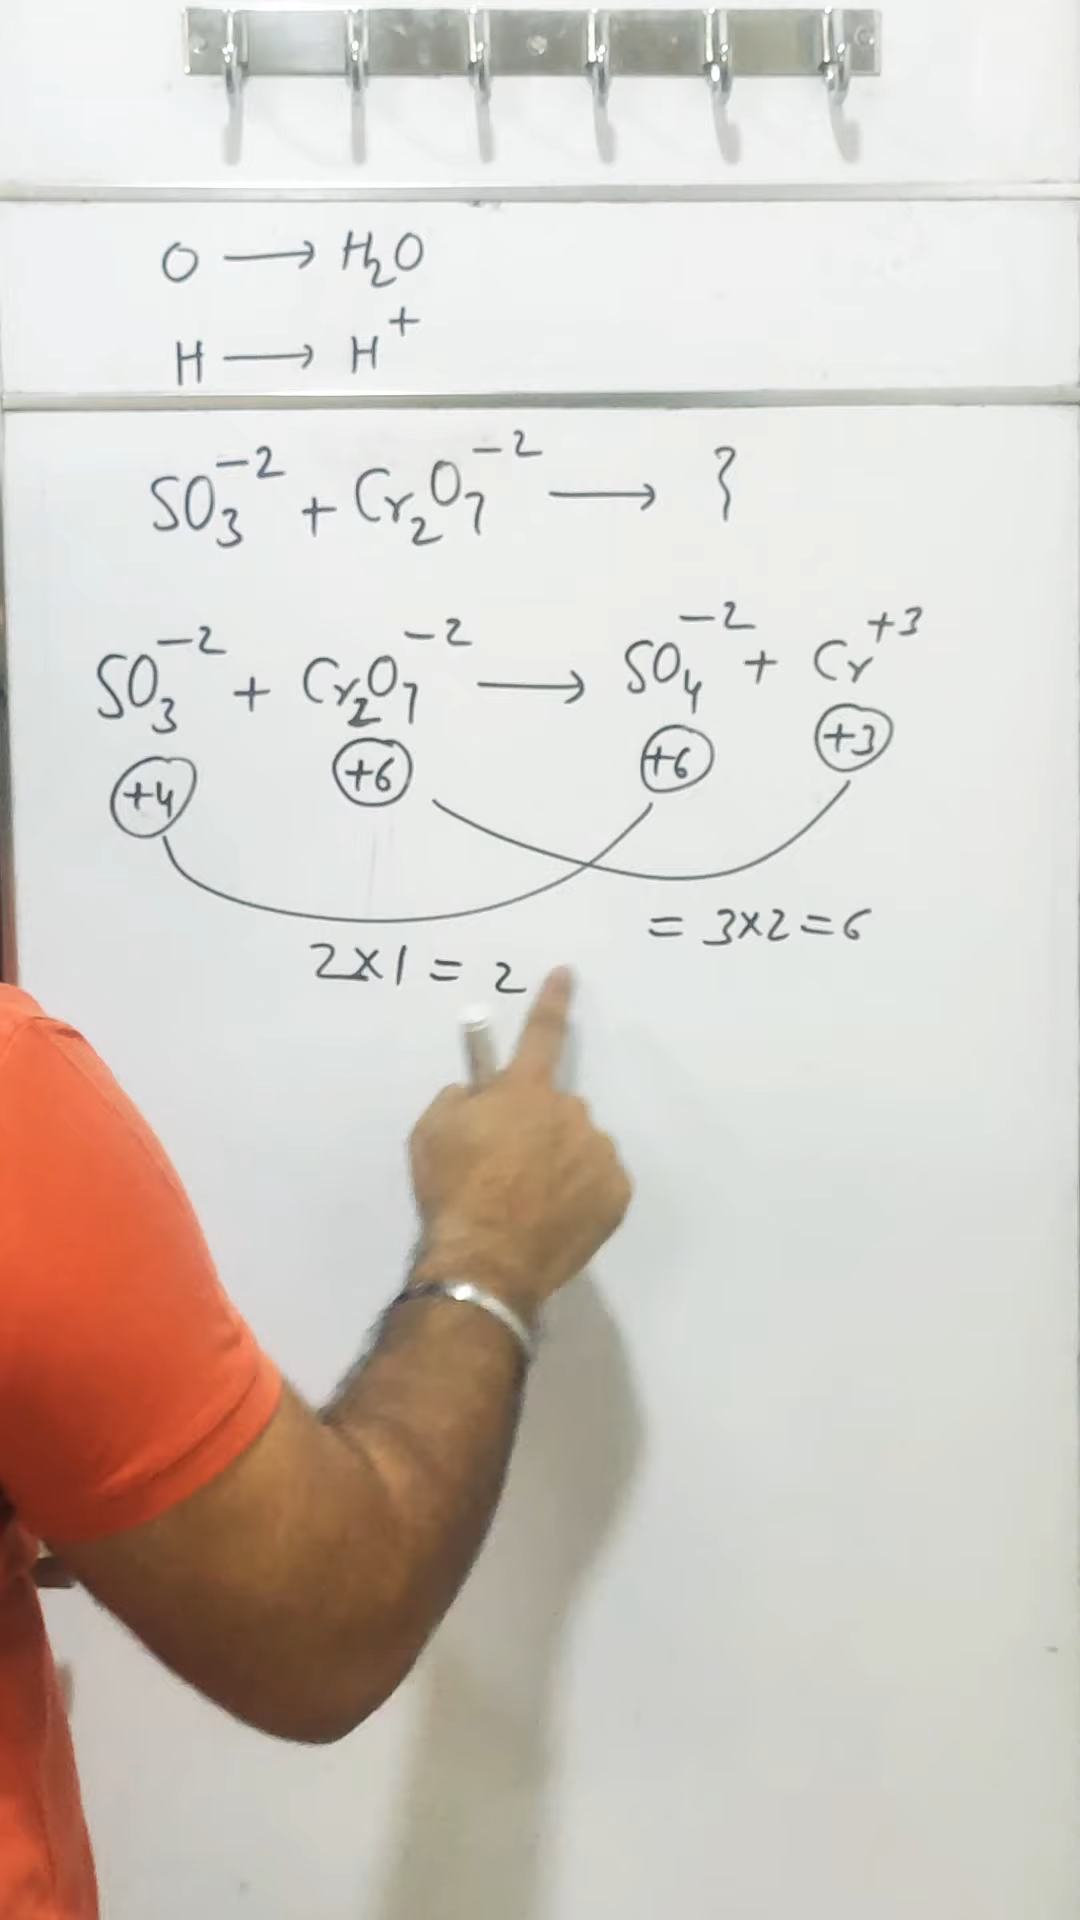 O ⟶ H₂O
H ⟶ H⁺
SO₃⁻² + Cr₂O₇⁻² ⟶ ?
SO₃⁻² + Cr₂O₇⁻² ⟶ SO₄⁻² + Cr⁺³
+4 +6 +6 +3
= 3×2=6
2×1 = 2